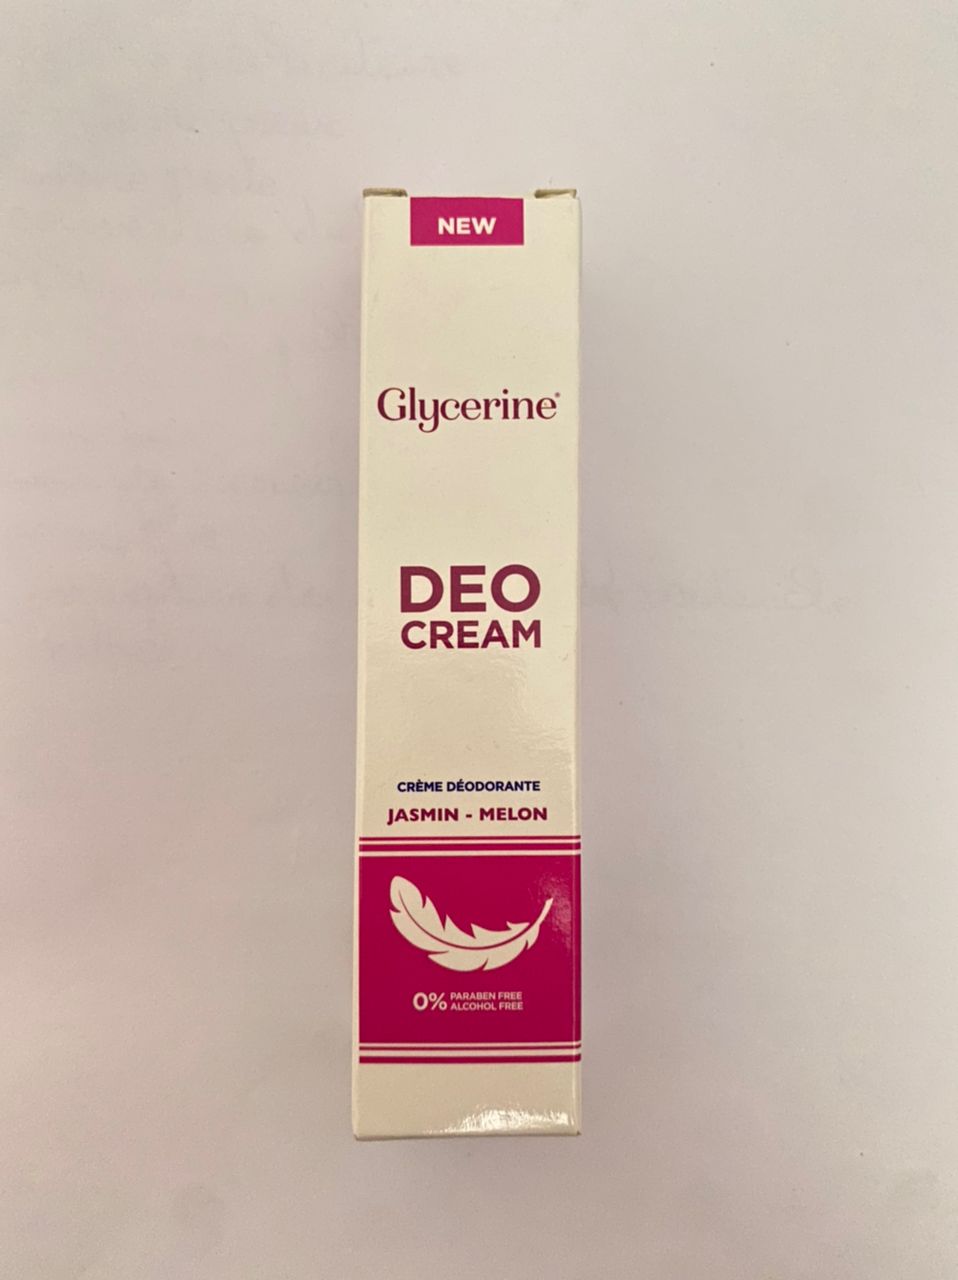 NEW
Glycerine®
DEO
CREAM
CRÈME DÉODORANTE
JASMIN - MELON
0% PARABEN FREE
ALCOHOL FREE